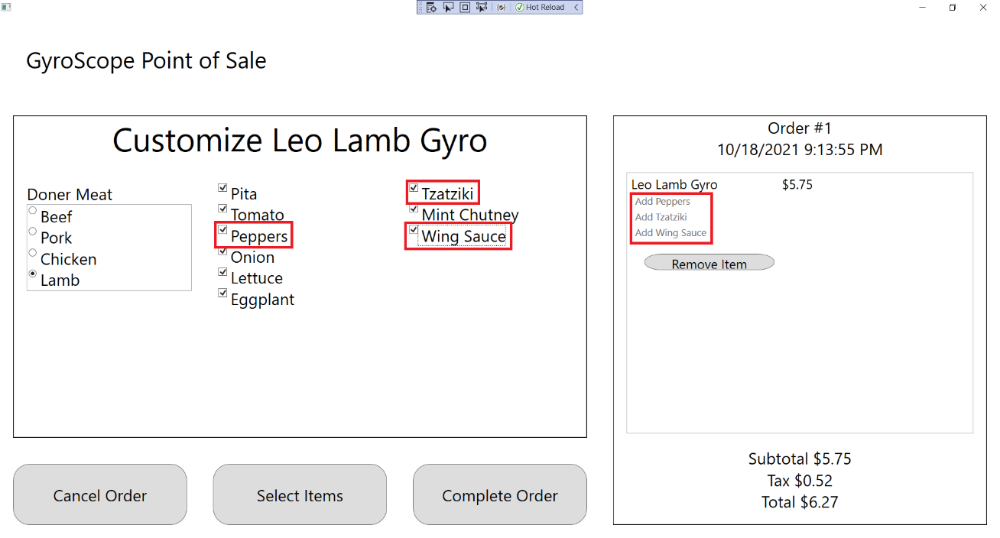 Hot Reload
GyroScope Point of Sale
Customize Leo Lamb Gyro
Doner Meat
Beef
Pork
Chicken
Lamb
Pita
Tomato
Peppers
Onion
Lettuce
Eggplant
Tzatziki
Mint Chutney
Wing Sauce
Cancel Order
Select Items
Complete Order
Order #1
10/18/2021 9:13:55 PM
Leo Lamb Gyro $5.75
Add Peppers
Add Tzatziki
Add Wing Sauce
Remove Item
Subtotal $5.75
Tax $0.52
Total $6.27